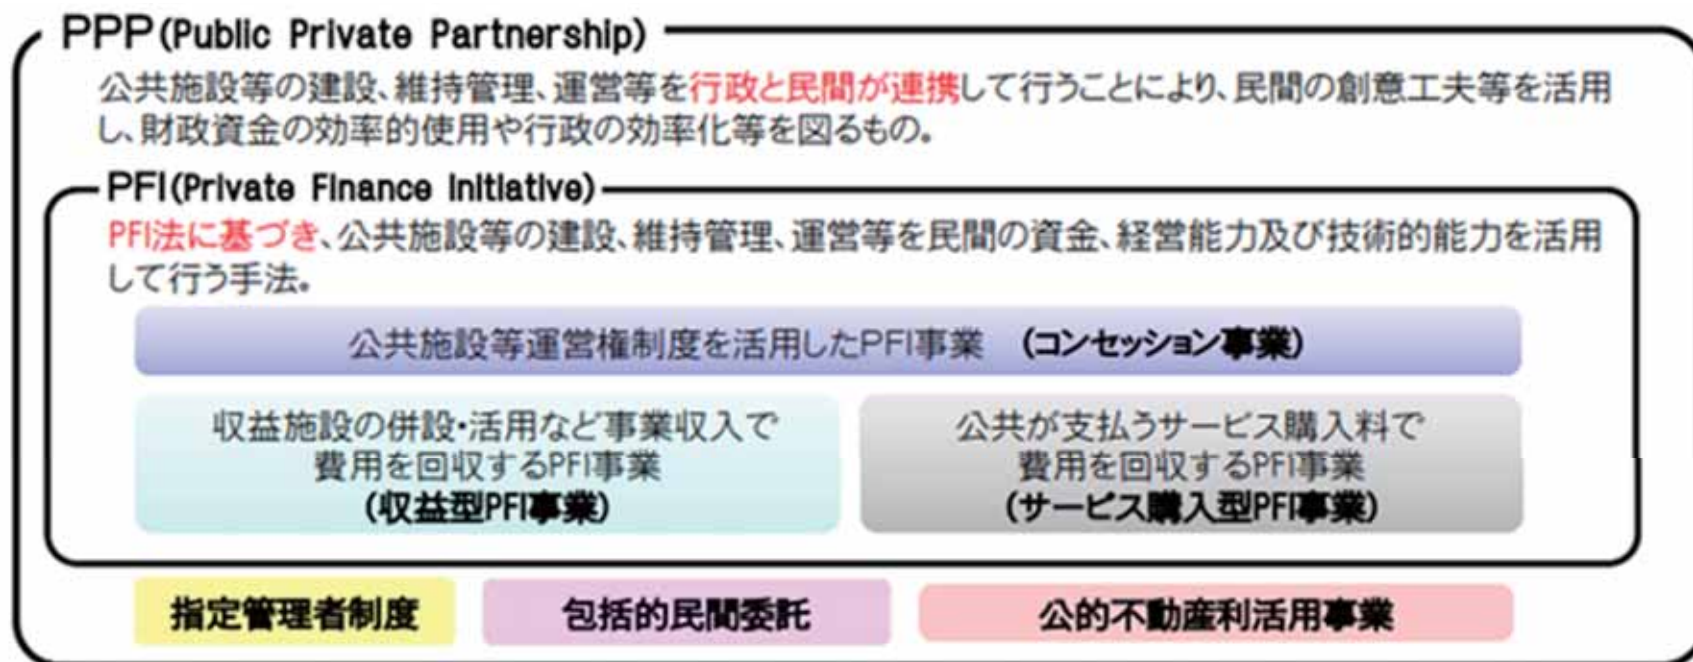 PPP(Public Private Partnership)
公共施設等の建設、維持管理、運営等を行政と民間が連携して行うことにより、民間の創意工夫等を活用
し、財政資金の効率的使用や行政の効率化等を図るもの。
PFI(Private Finance Initiative)
PFI法に基づき、公共施設等の建設、維持管理、運営等を民間の資金、経営能力及び技術的能力を活用
して行う手法。
公共施設等運営権制度を活用したPFI事業 (コンセッション事業)
収益施設の併設・活用など事業収入で
費用を回収するPFI事業
(収益型PFI事業)
公共が支払うサービス購入料で
費用を回収するPFI事業
(サービス購入型PFI事業)
指定管理者制度
包括的民間委託
公的不動産利活用事業